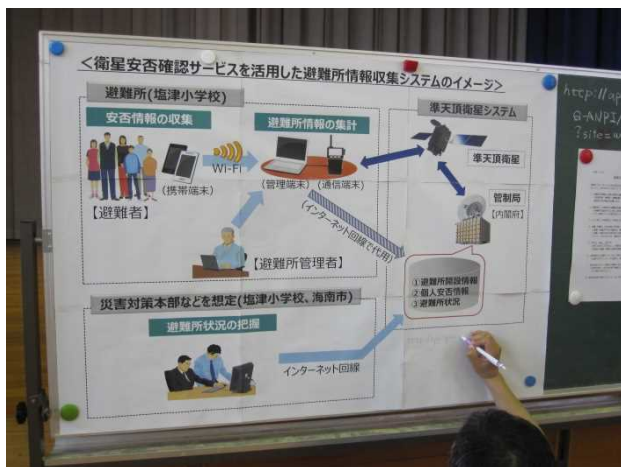 ＜衛星安否確認サービスを活用した避難所情報収集システムのイメージ＞
避難所(塩津小学校)
安否情報の収集
避難所情報の集計
Wi-Fi
(携帯端末)
(管理端末)
(通信端末)
【避難者】
【避難所管理者】
(インターネット回線で代用)
準天頂衛星システム
準天頂衛星
管制局
【内閣府】
①避難所開設情報
②個人安否情報
③避難所状況
災害対策本部などを想定(塩津小学校、海南市)
避難所状況の把握
インターネット回線
http://ap
Q-ANPI/
?site=a